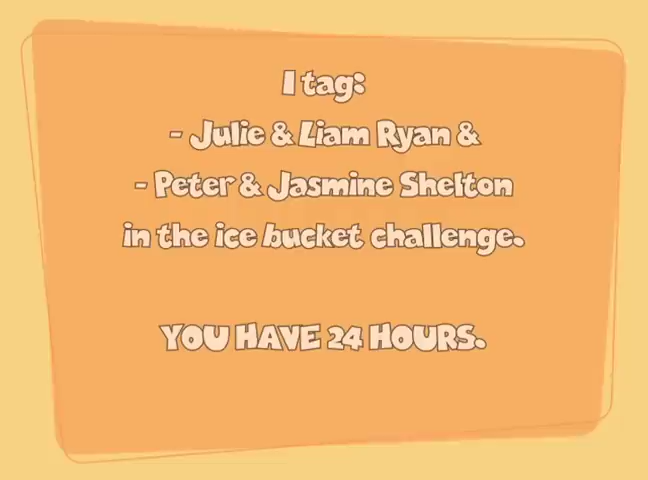 I tag:
- Julie & Liam Ryan &
- Peter & Jasmine Shelton
in the ice bucket challenge.
YOU HAVE 24 HOURS.